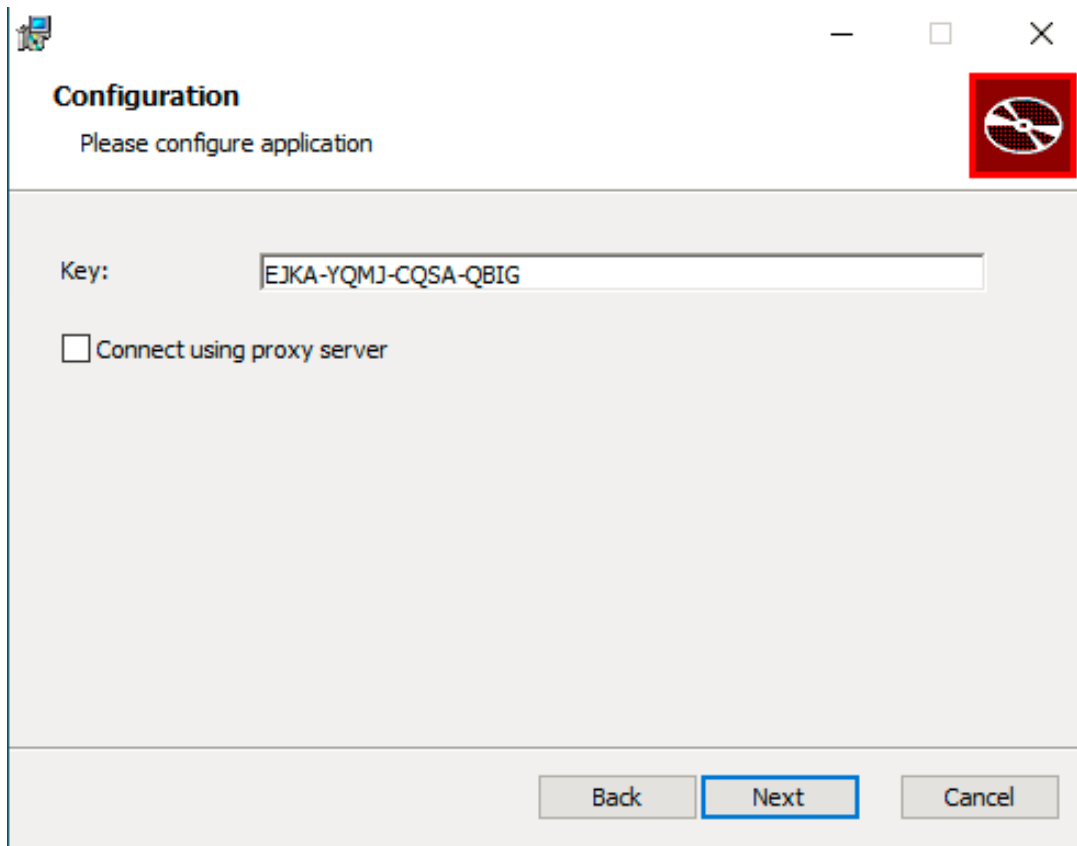 Configuration
Please configure application
Key: EJKA-YQMJ-CQSA-QBIG
Connect using proxy server
Back Next Cancel